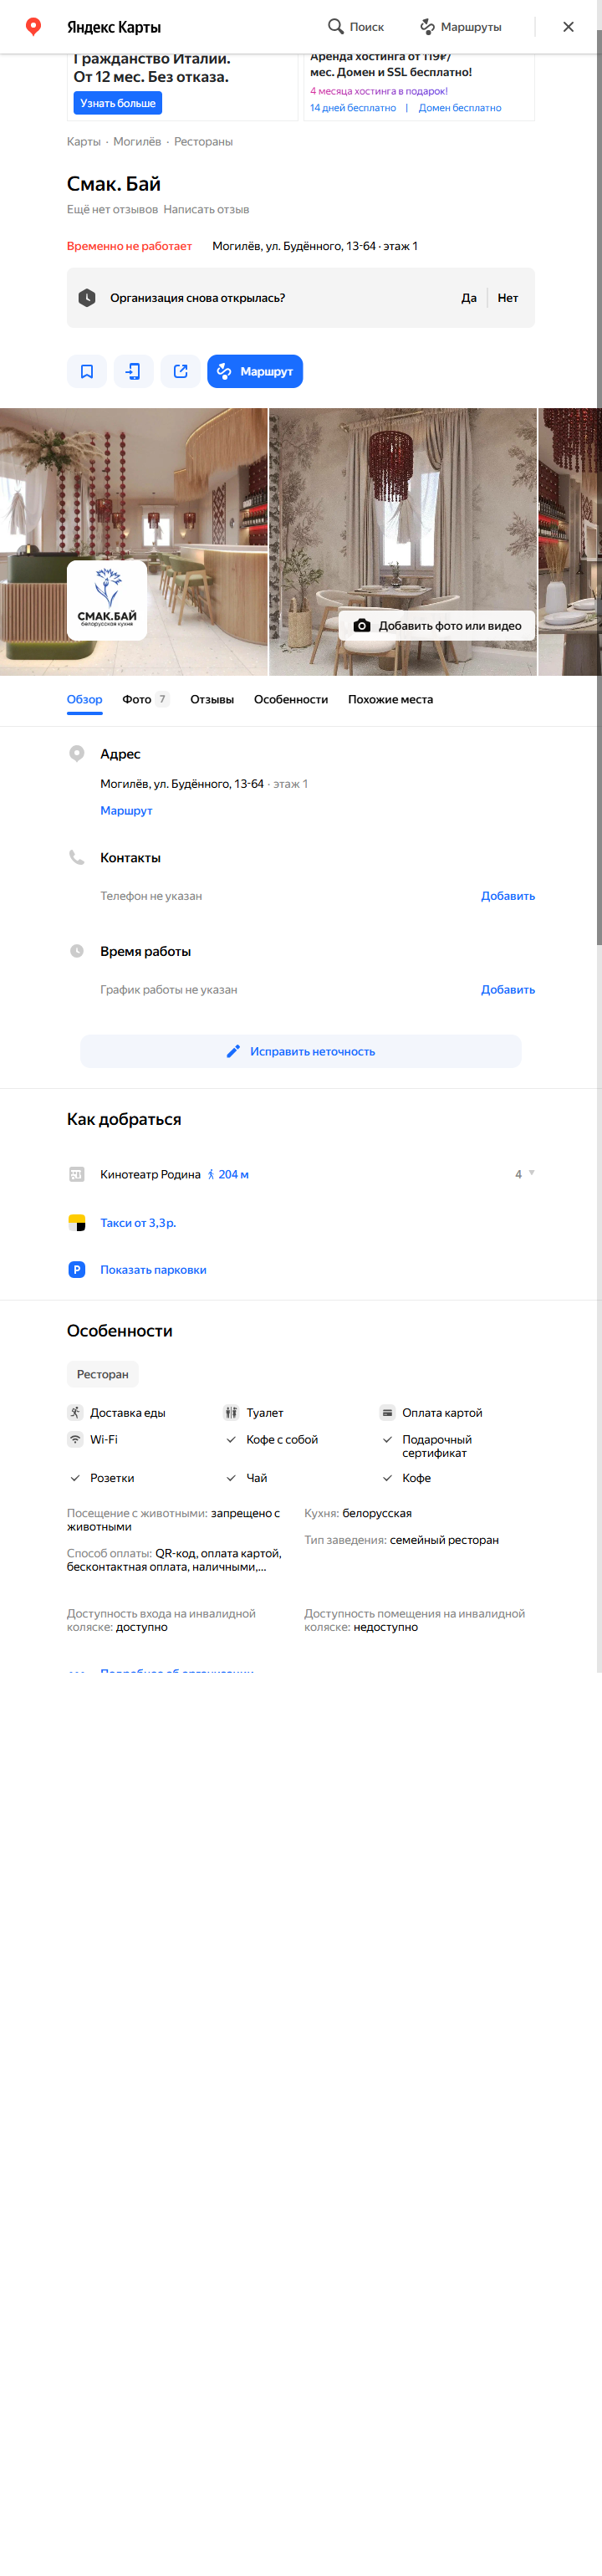 Яндекс Карты
Поиск
Маршруты
Гражданство Италии.
От 12 мес. Без отказа.
Узнать больше
Аренда хостинга от 119₽/
мес. Домен и SSL бесплатно!
4 месяца хостинга в подарок!
14 дней бесплатно | Домен бесплатно
Карты · Могилёв · Рестораны
Смак. Бай
Ещё нет отзывов Написать отзыв
Временно не работает Могилёв, ул. Будённого, 13-64 · этаж 1
Организация снова открылась? Да Нет
Маршрут
СМАК.БАЙ
белорусская кухня
Добавить фото или видео
Обзор Фото 7 Отзывы Особенности Похожие места
Адрес
Могилёв, ул. Будённого, 13-64 · этаж 1
Маршрут
Контакты
Телефон не указан Добавить
Время работы
График работы не указан Добавить
Исправить неточность
Как добраться
Кинотеатр Родина 204 м 4
Такси от 3,3р.
P Показать парковки
Особенности
Ресторан
Доставка еды Туалет Оплата картой
Wi-Fi Кофе с собой Подарочный
сертификат
Розетки Чай Кофе
Посещение с животными: запрещено с
животными
Способ оплаты: QR-код, оплата картой,
бесконтактная оплата, наличными,...
Кухня: белорусская
Тип заведения: семейный ресторан
Доступность входа на инвалидной
коляске: доступно
Доступность помещения на инвалидной
коляске: недоступно
Подробнее об организации